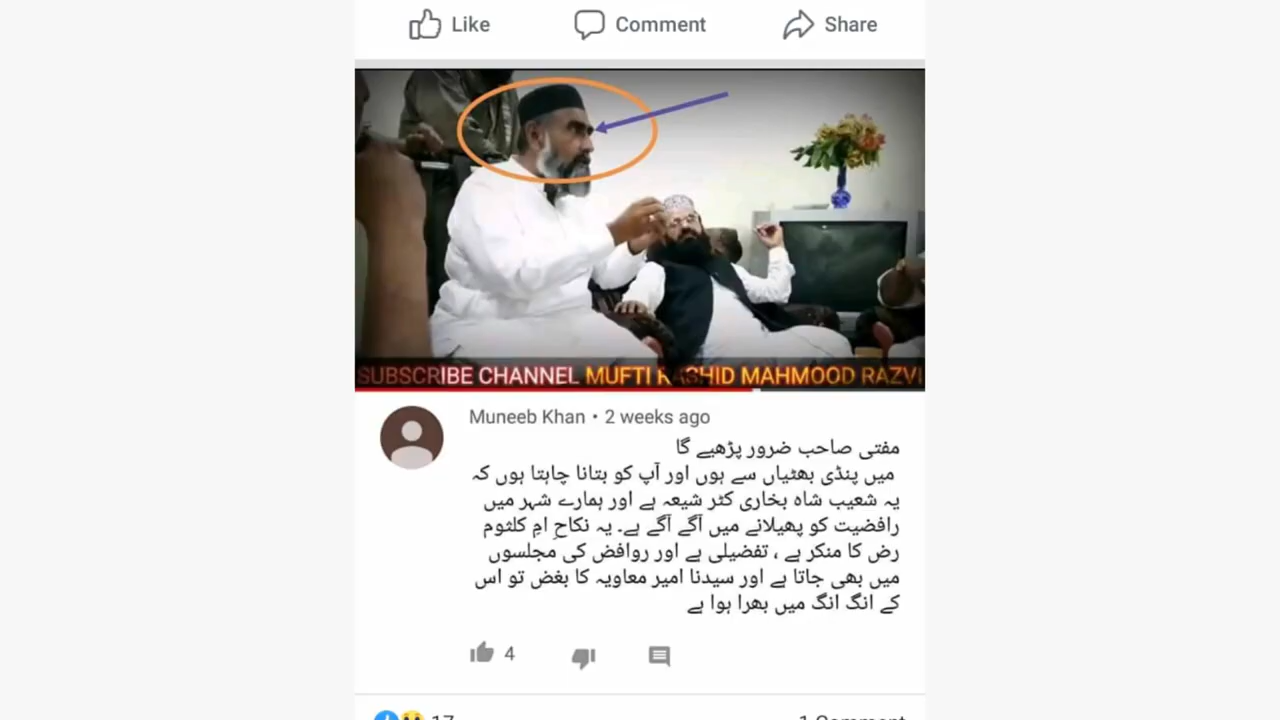 Like Comment Share
SUBSCRIBE CHANNEL MUFTI RASHID MAHMOOD RAZVI
Muneeb Khan • 2 weeks ago
مفتی صاحب ضرور پڑھیے گا
میں پنڈی بھٹیاں سے ہوں اور آپ کو بتانا چاہتا ہوں کہ
یہ شعیب شاہ بخاری کٹر شیعہ ہے اور ہمارے شہر میں
رافضیت کو پھیلانے میں آگے آگے ہے۔ یہ نکاحِ امِ کلثوم
رض کا منکر ہے ، تفضیلی ہے اور روافض کی مجلسوں
میں بھی جاتا ہے اور سیدنا امیر معاویہ کا بغض تو اس
کے انگ انگ میں بھرا ہوا ہے
4
17 1 Comment